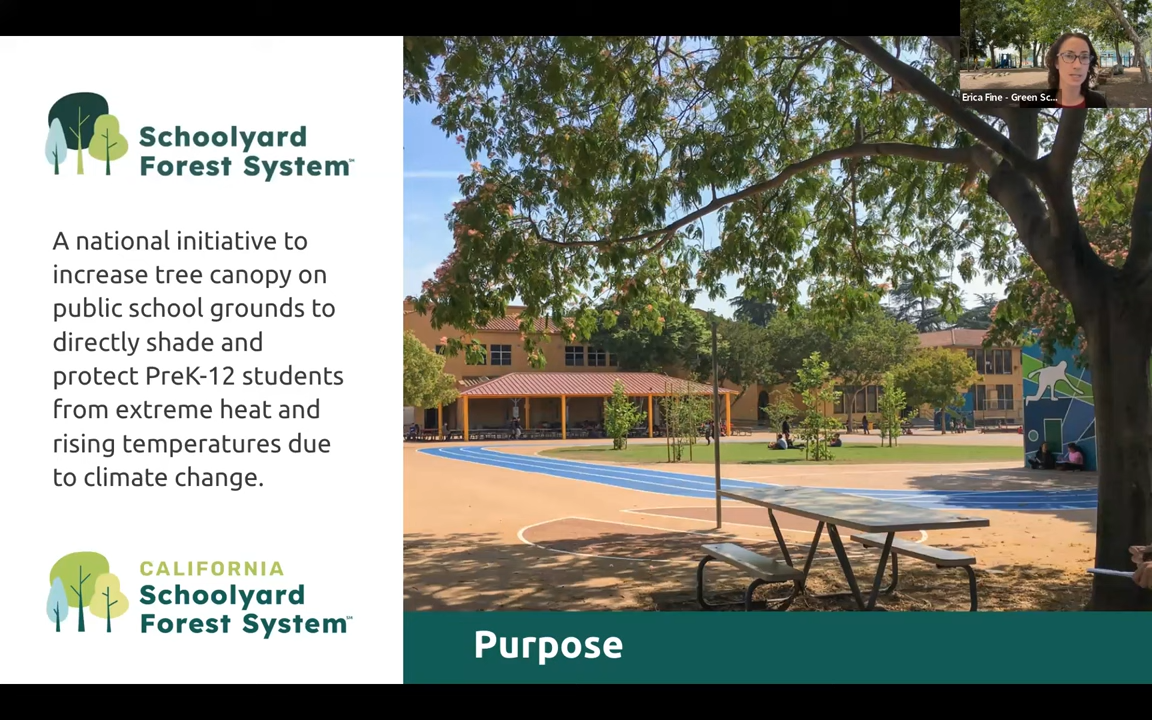 Erica Fine - Green Sc...
Schoolyard
Forest System℠
A national initiative to
increase tree canopy on
public school grounds to
directly shade and
protect PreK-12 students
from extreme heat and
rising temperatures due
to climate change.
CALIFORNIA
Schoolyard
Forest System℠
Purpose